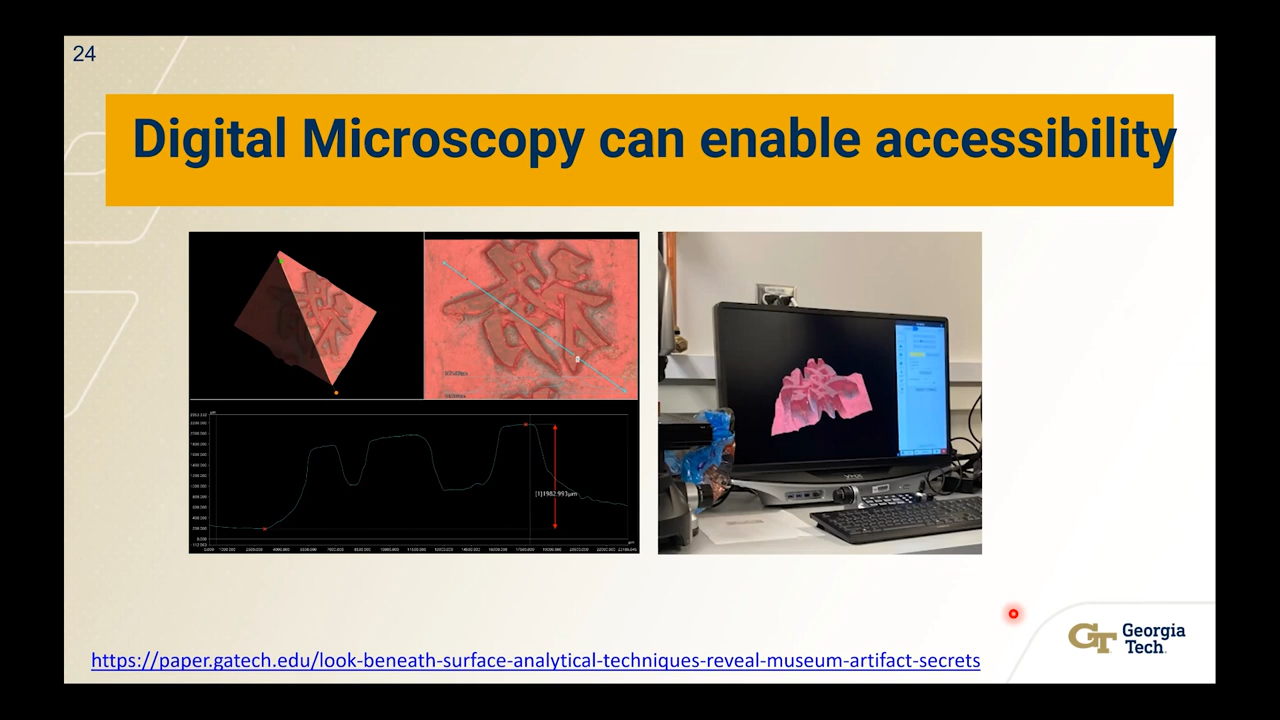 24
Digital Microscopy can enable accessibility
[1]1982.993μm
https://paper.gatech.edu/look-beneath-surface-analytical-techniques-reveal-museum-artifact-secrets
GT Georgia
Tech